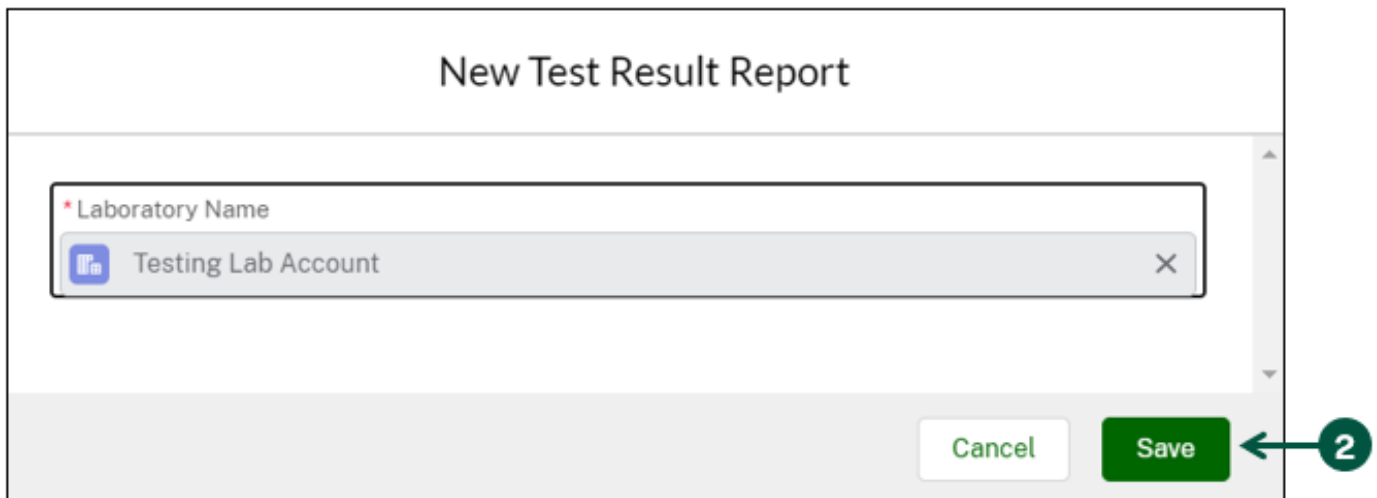 New Test Result Report
* Laboratory Name
Testing Lab Account
Cancel
Save
2